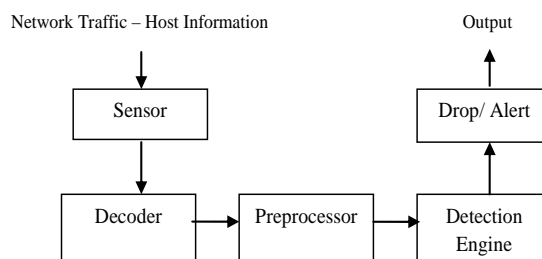 Network Traffic – Host Information
Output
Sensor
Drop/ Alert
Decoder
Preprocessor
Detection
Engine